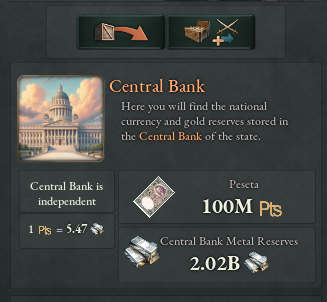 Central Bank
Here you will find the national
currency and gold reserves stored in
the Central Bank of the state.
Central Bank is
independent
1 Pts = 5.47
Peseta
100M Pts
Central Bank Metal Reserves
2.02B